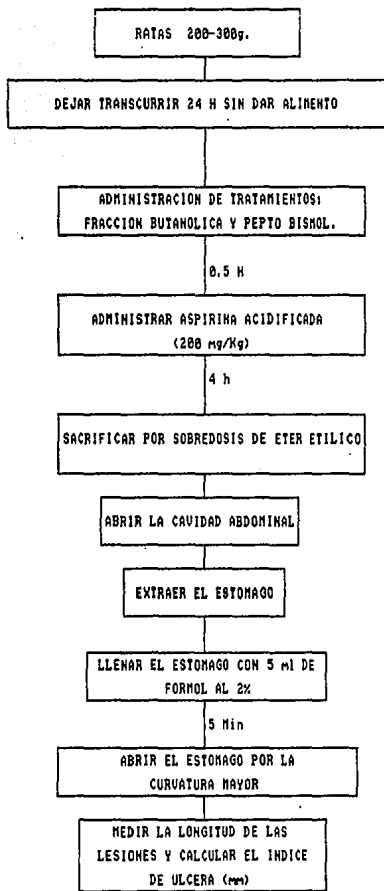 RATAS 200-300g.
DEJAR TRANSCURRIR 24 H SIN DAR ALIMENTO
ADMINISTRACION DE TRATAMIENTOS:
FRACCION BUTANOLICA Y PEPTO BISMOL.
0.5 H
ADMINISTRAR ASPIRINA ACIDIFICADA
(200 mg/Kg)
4 h
SACRIFICAR POR SOBREDOSIS DE ETER ETILICO
ABRIR LA CAVIDAD ABDOMINAL
EXTRAER EL ESTOMAGO
LLENAR EL ESTOMAGO CON 5 ml DE
FORMOL AL 2%
5 Min
ABRIR EL ESTOMAGO POR LA
CURVATURA MAYOR
MEDIR LA LONGITUD DE LAS
LESIONES Y CALCULAR EL INDICE
DE ULCERA (mm)